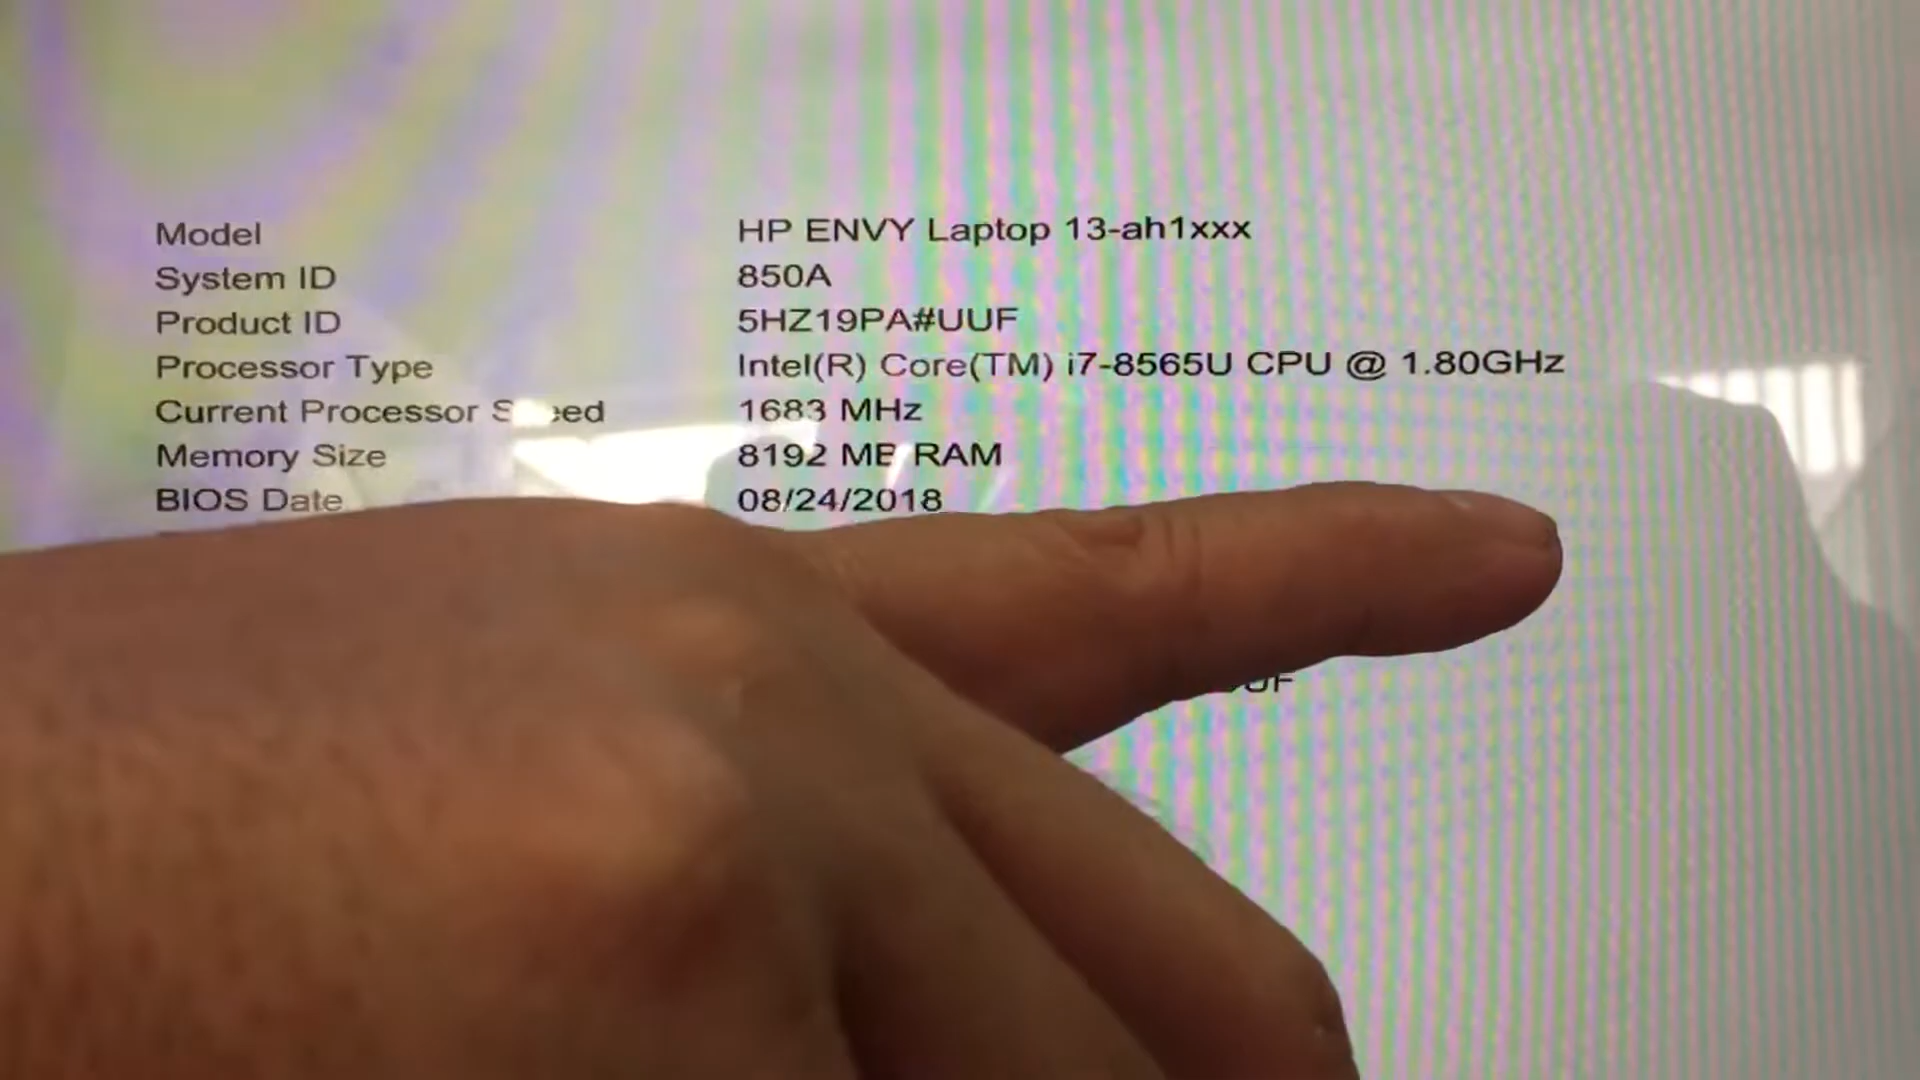 Model HP ENVY Laptop 13-ah1xxx
System ID 850A
Product ID 5HZ19PA#UUF
Processor Type Intel(R) Core(TM) i7-8565U CPU @ 1.80GHz
Current Processor S eed 1683 MHz
Memory Size 8192 MB RAM
BIOS Date 08/24/2018